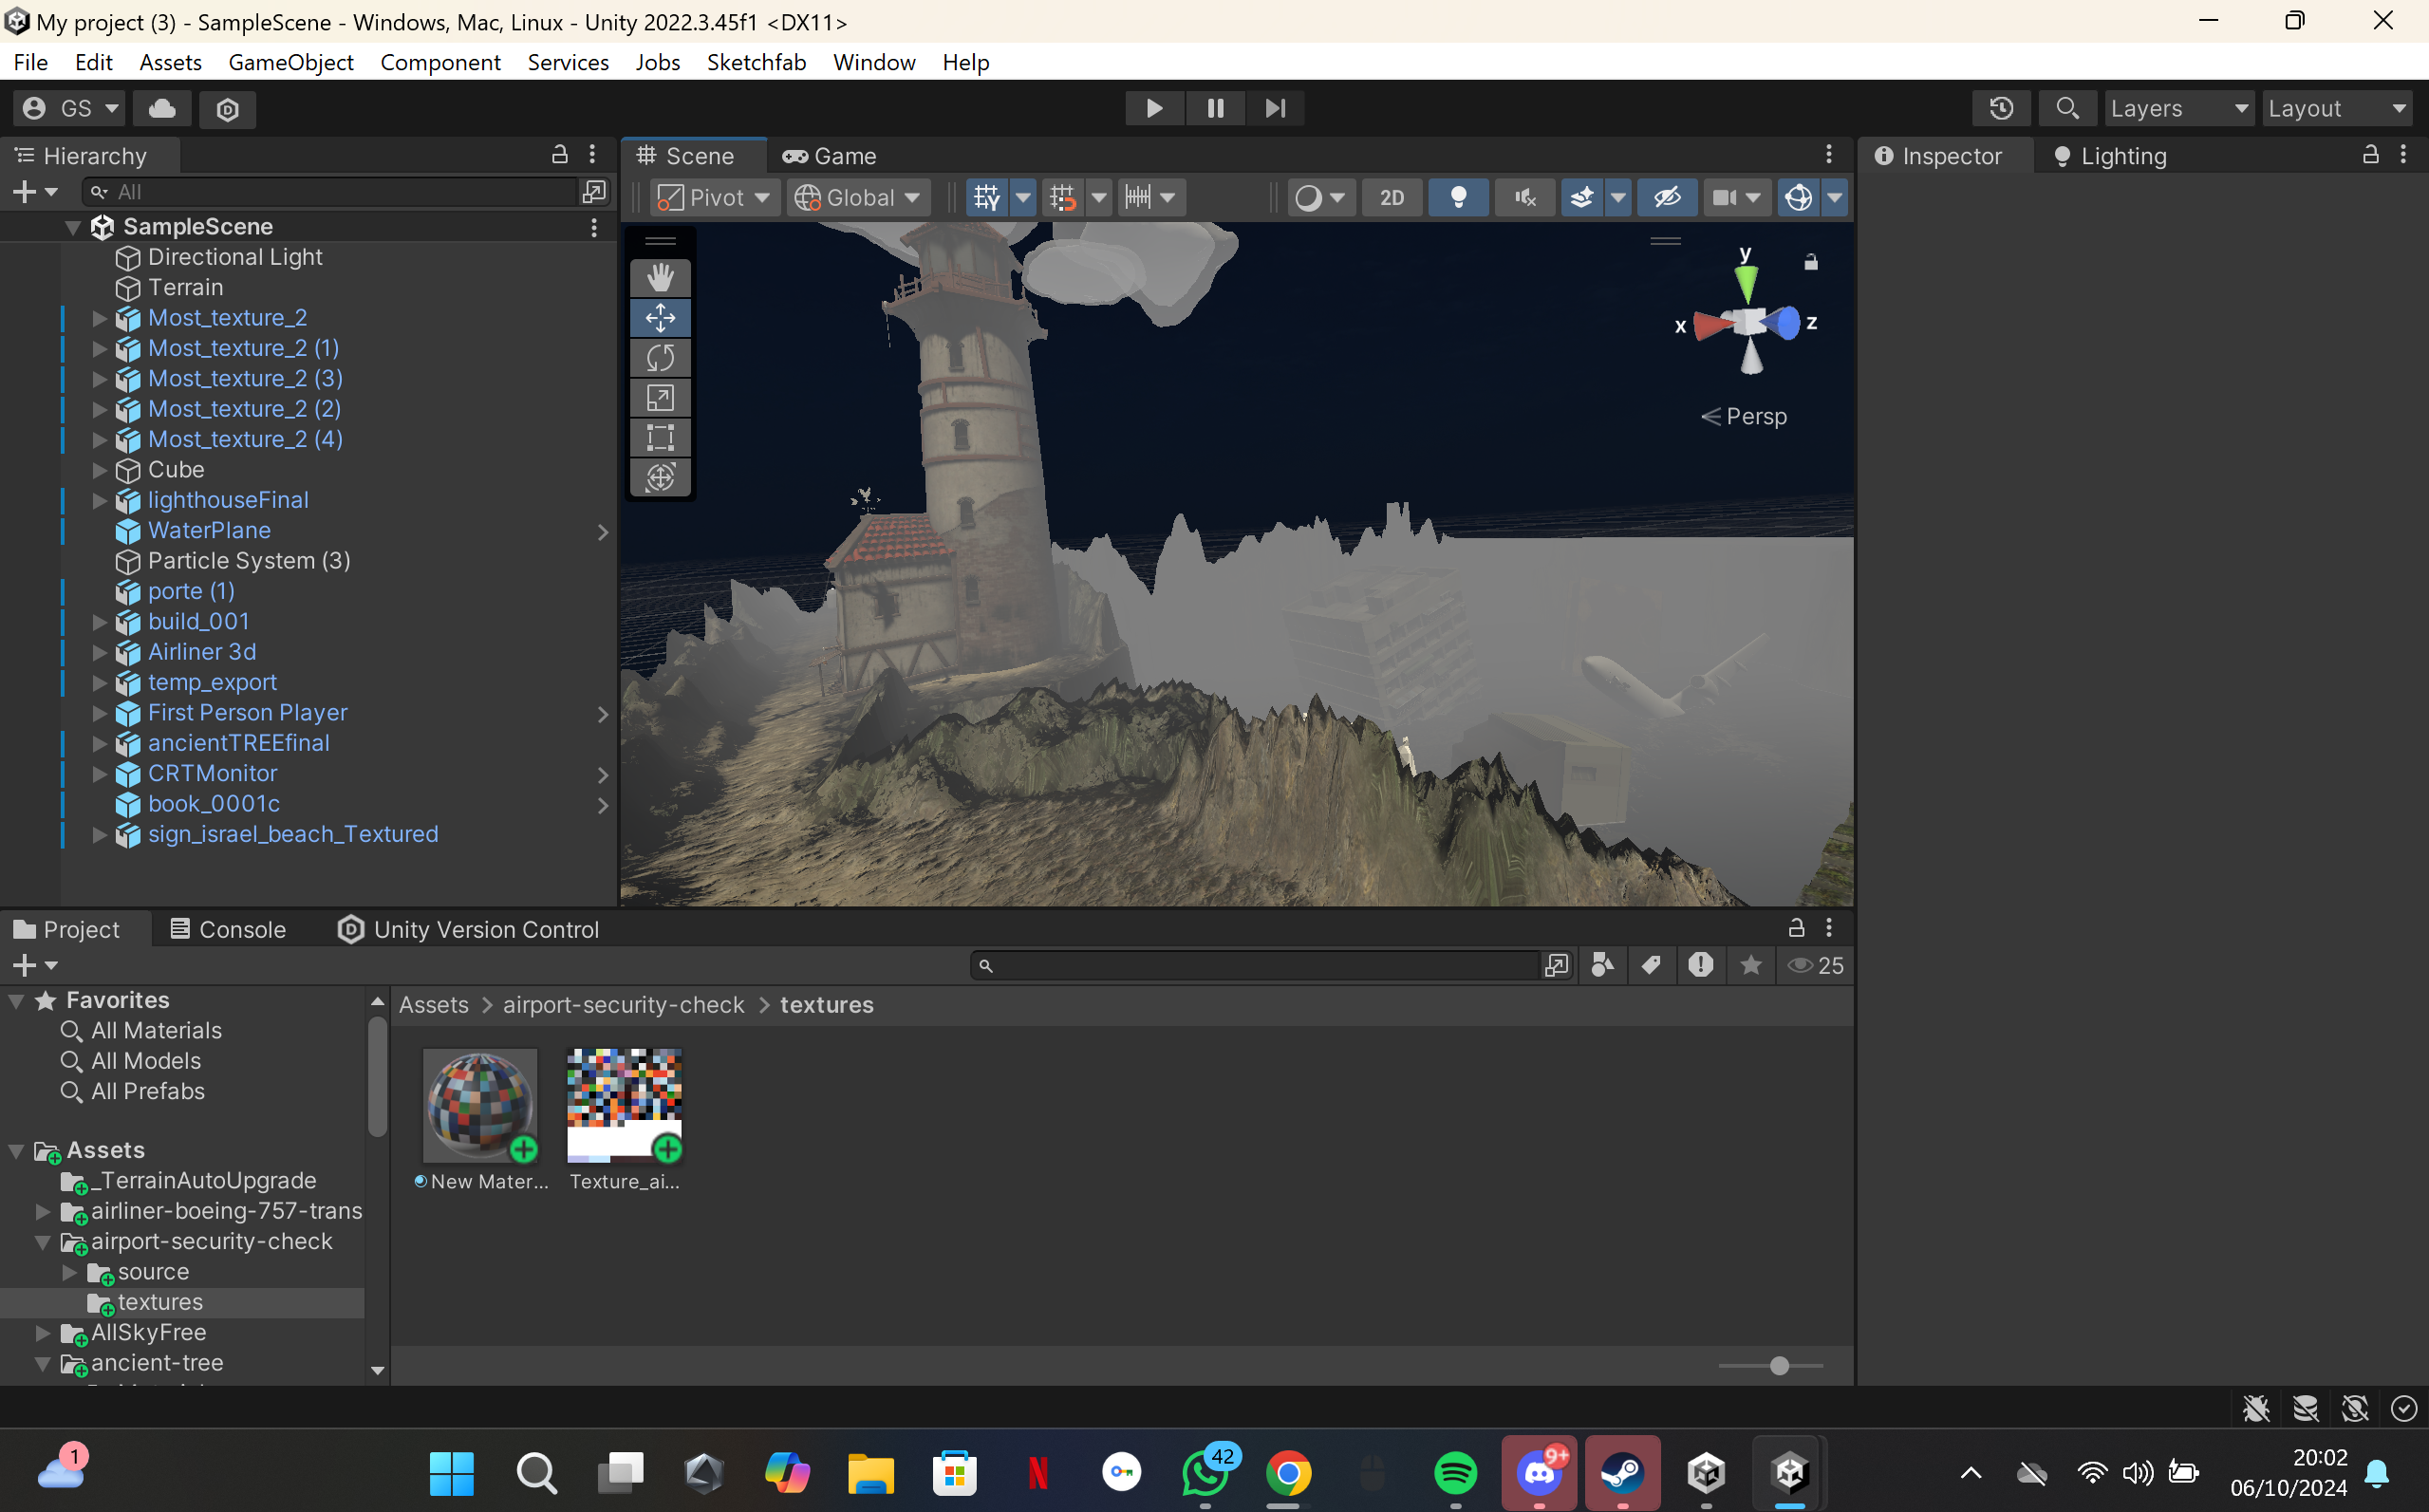 My project (3) - SampleScene - Windows, Mac, Linux - Unity 2022.3.45f1 <DX11>
File Edit Assets GameObject Component Services Jobs Sketchfab Window Help
GS
Layers
Layout
Hierarchy
All
SampleScene
Directional Light
Terrain
Most_texture_2
Most_texture_2 (1)
Most_texture_2 (3)
Most_texture_2 (2)
Most_texture_2 (4)
Cube
lighthouseFinal
WaterPlane
Particle System (3)
porte (1)
build_001
Airliner 3d
temp_export
First Person Player
ancientTREEfinal
CRTMonitor
book_0001c
sign_israel_beach_Textured
Scene Game
Pivot Global 2D
y
x
z
Persp
Inspector Lighting
Project Console Unity Version Control
25
Favorites
All Materials
All Models
All Prefabs
Assets
_TerrainAutoUpgrade
airliner-boeing-757-trans
airport-security-check
source
textures
AllSkyFree
ancient-tree
Assets > airport-security-check > textures
New Mater... Texture_ai...
1
42
9+
20:02
06/10/2024